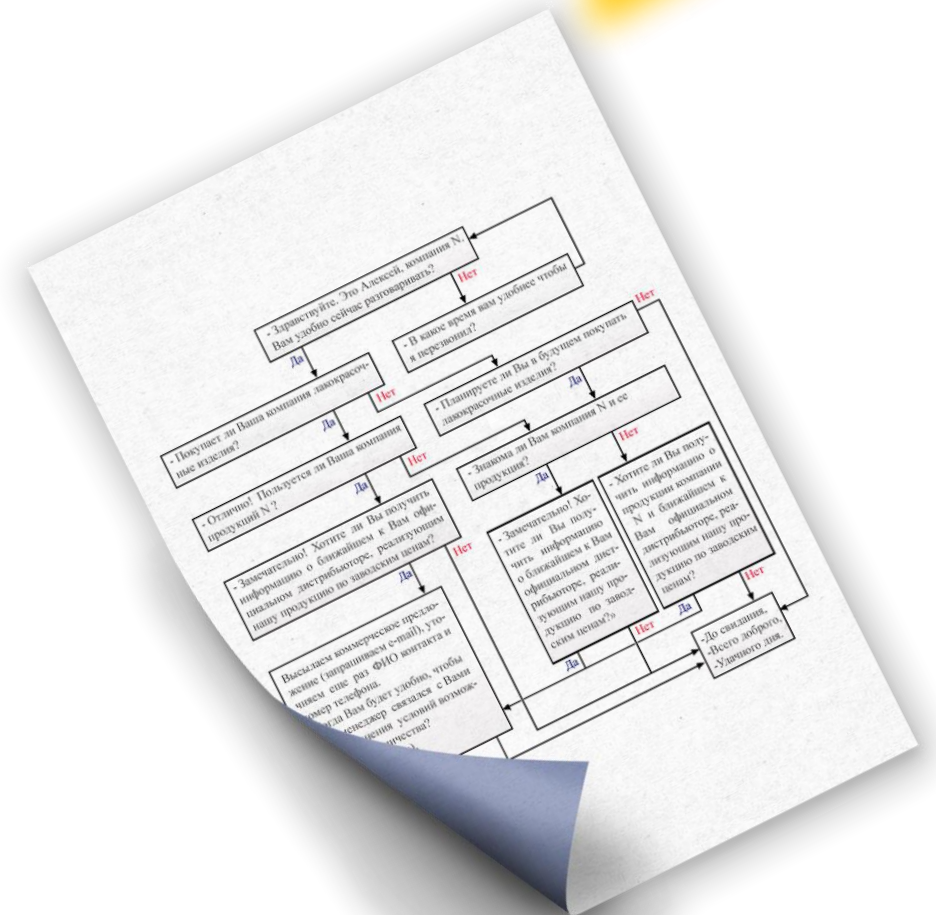 - Здравствуйте. Это Алексей, компания N.
Вам удобно сейчас разговаривать?
Нет
- В какое время вам удобнее чтобы
я перезвонил?
Да
- Покупает ли Ваша компания лакокрасоч-
ные изделия?
Нет
- Планируете ли Вы в будущем покупать
лакокрасочные изделия?
Нет
Да
- Отлично! Пользуется ли Ваша компания
продукций N ?
Нет
Да
- Знакома ли Вам компания N и ее
продукция?
Нет
Да
- Замечательно! Хотите ли Вы получить
информацию о ближайшем к Вам офи-
циальном дистрибьюторе, реализующим
нашу продукцию по заводским ценам?
Нет
Да
- Замечательно! Хо-
тите ли Вы полу-
чить информацию
о ближайшем к Вам
официальном дист-
рибьюторе, реали-
зующим нашу про-
дукцию по завод-
ским ценам?»
Нет
Да
- Хотите ли Вы полу-
чить информацию о
продукции компании
N и ближайшем к
Вам официальном
дистрибьюторе, реа-
лизующим нашу про-
дукцию по заводским
ценам?
Нет
Да
Высылаем коммерческое предло-
жение (запрашиваем e-mail), уто-
чняем еще раз ФИО контакта и
номер телефона.
Вам будет удобно, чтобы
связался с Вами
условий возмож-
-До свидания,
-Всего доброго,
-Удачного дня.